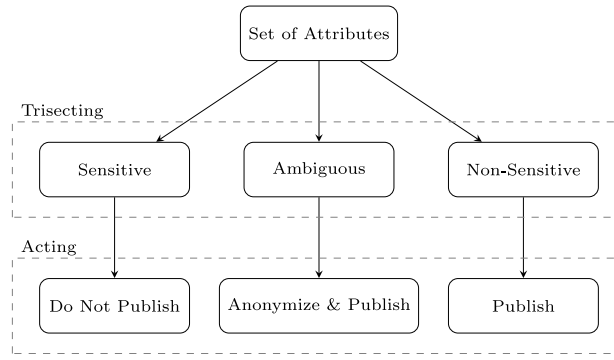 Set of Attributes
Trisecting
Sensitive
Ambiguous
Non-Sensitive
Acting
Do Not Publish
Anonymize & Publish
Publish